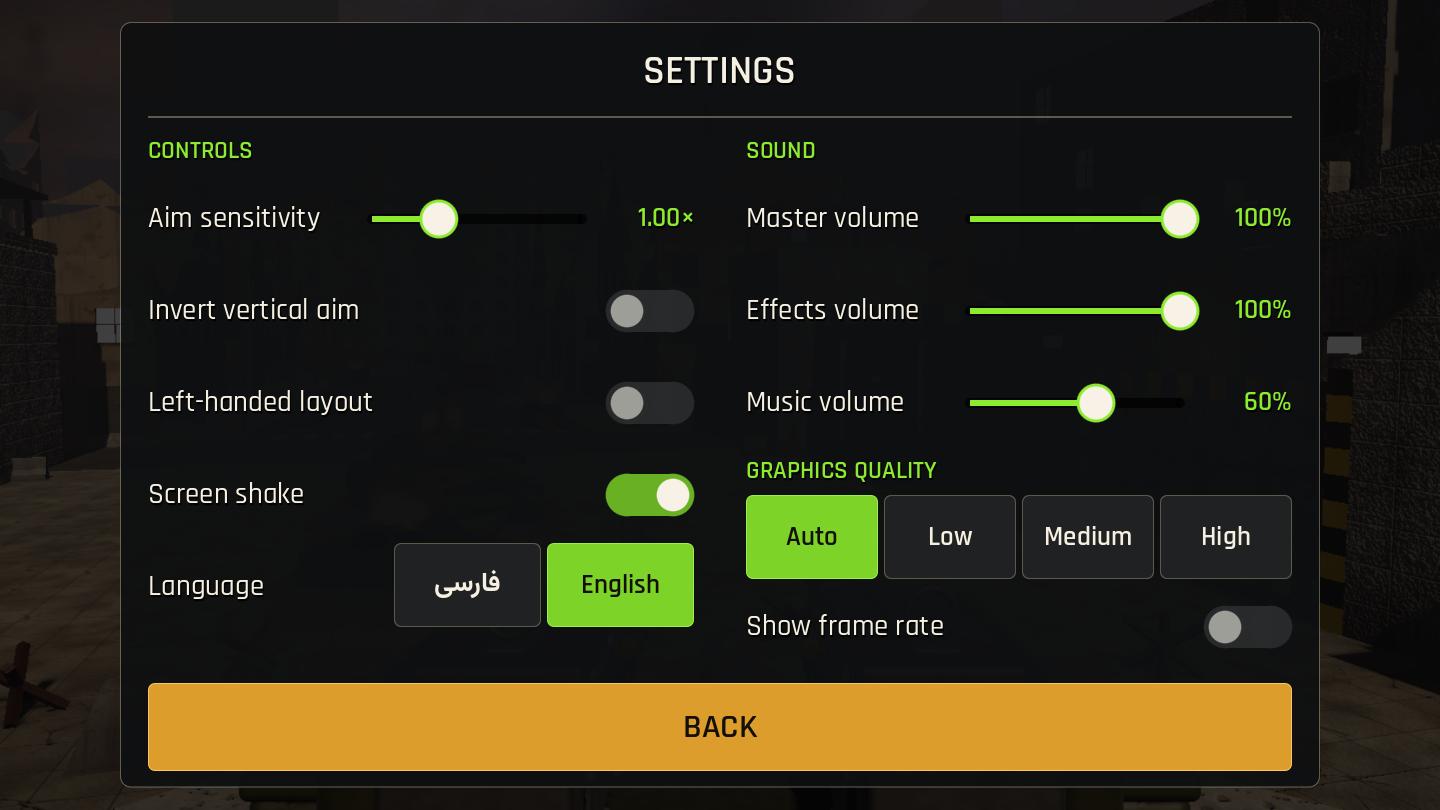 SETTINGS
CONTROLS
Aim sensitivity 1.00×
Invert vertical aim
Left-handed layout
Screen shake
Language فارسی English
SOUND
Master volume 100%
Effects volume 100%
Music volume 60%
GRAPHICS QUALITY
Auto Low Medium High
Show frame rate
BACK